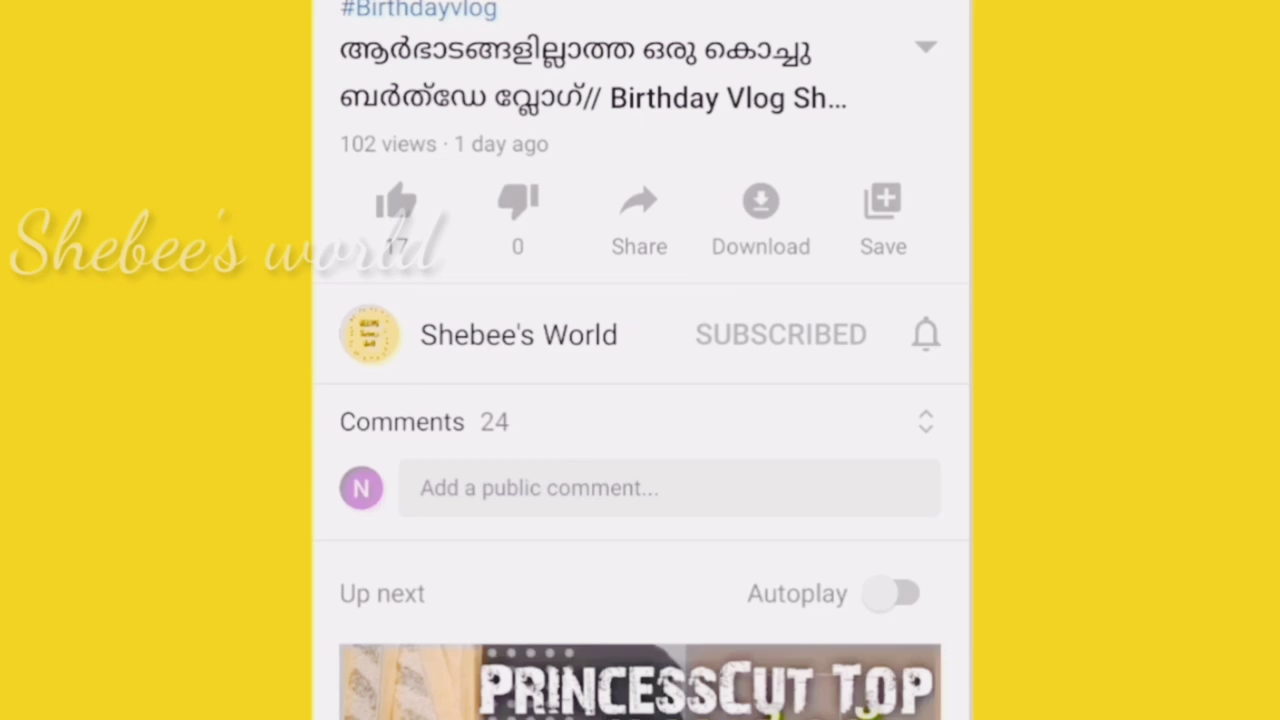 #Birthdayvlog
ആർഭാടങ്ങളില്ലാത്ത ഒരു കൊച്ചു
ബർത്ഡേ വ്ലോഗ്// Birthday Vlog Sh...
102 views · 1 day ago
17 0 Share Download Save
Shebee's world
Shebee's World SUBSCRIBED
Comments 24
N Add a public comment...
Up next Autoplay
PRINCESSCUT TOP